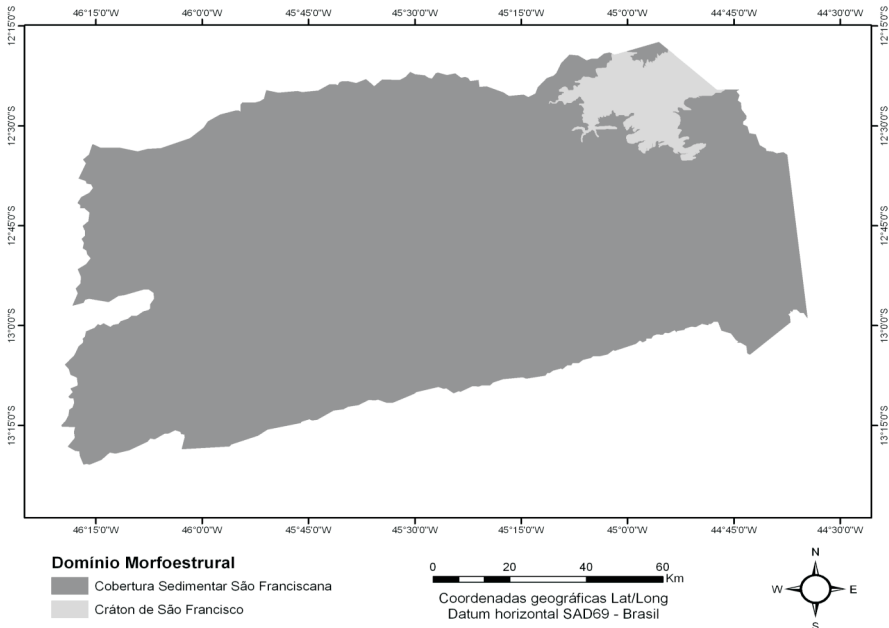 46°15'0"W 46°0'0"W 45°45'0"W 45°30'0"W 45°15'0"W 45°0'0"W 44°45'0"W 44°30'0"W
12°15'0"S 12°15'0"S
12°30'0"S 12°30'0"S
12°45'0"S 12°45'0"S
13°0'0"S 13°0'0"S
13°15'0"S 13°15'0"S
46°15'0"W 46°0'0"W 45°45'0"W 45°30'0"W 45°15'0"W 45°0'0"W 44°45'0"W 44°30'0"W
Domínio Morfoestrural
Cobertura Sedimentar São Franciscana
Cráton de São Francisco
0 20 40 60
Km
Coordenadas geográficas Lat/Long
Datum horizontal SAD69 - Brasil
N
W E
S